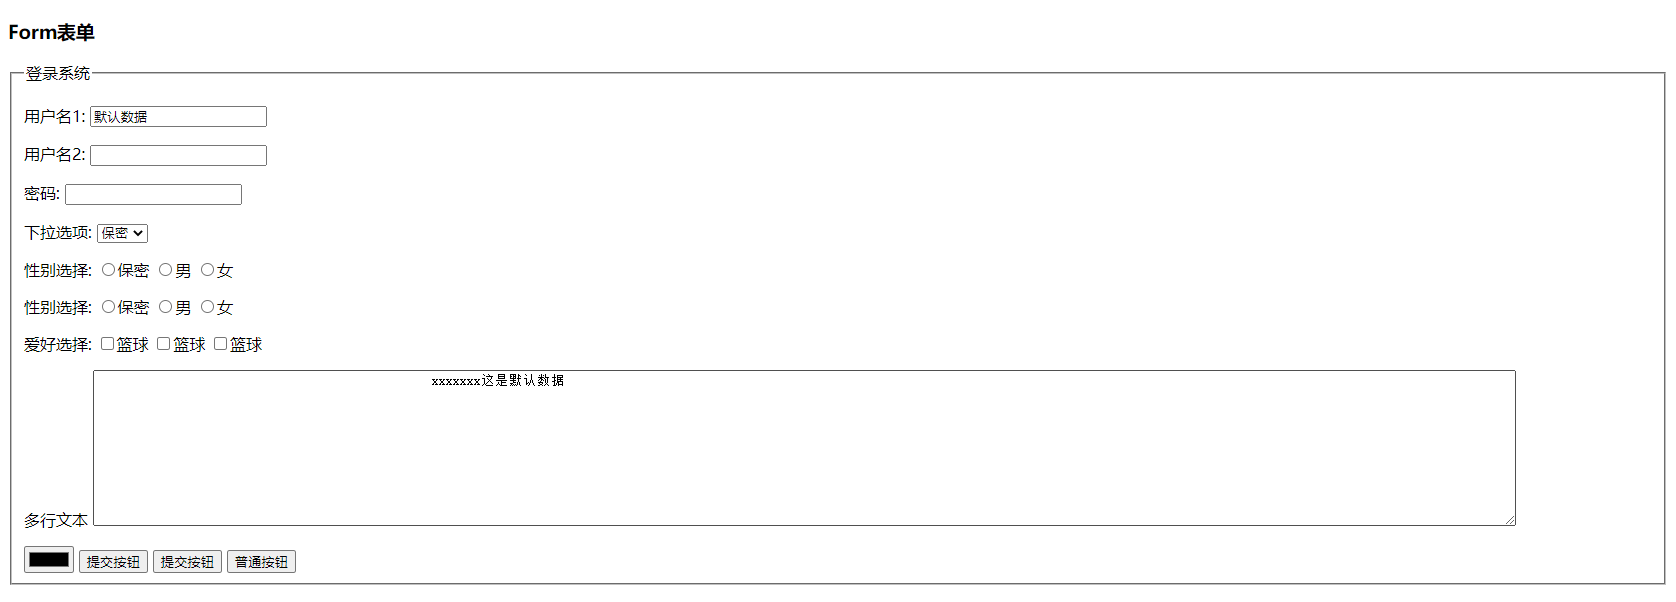 Form表单
登录系统
用户名1: 默认数据
用户名2:
密码:
下拉选项: 保密
性别选择: 保密 男 女
性别选择: 保密 男 女
爱好选择: 篮球 篮球 篮球
xxxxxxx这是默认数据
多行文本
提交按钮 提交按钮 普通按钮